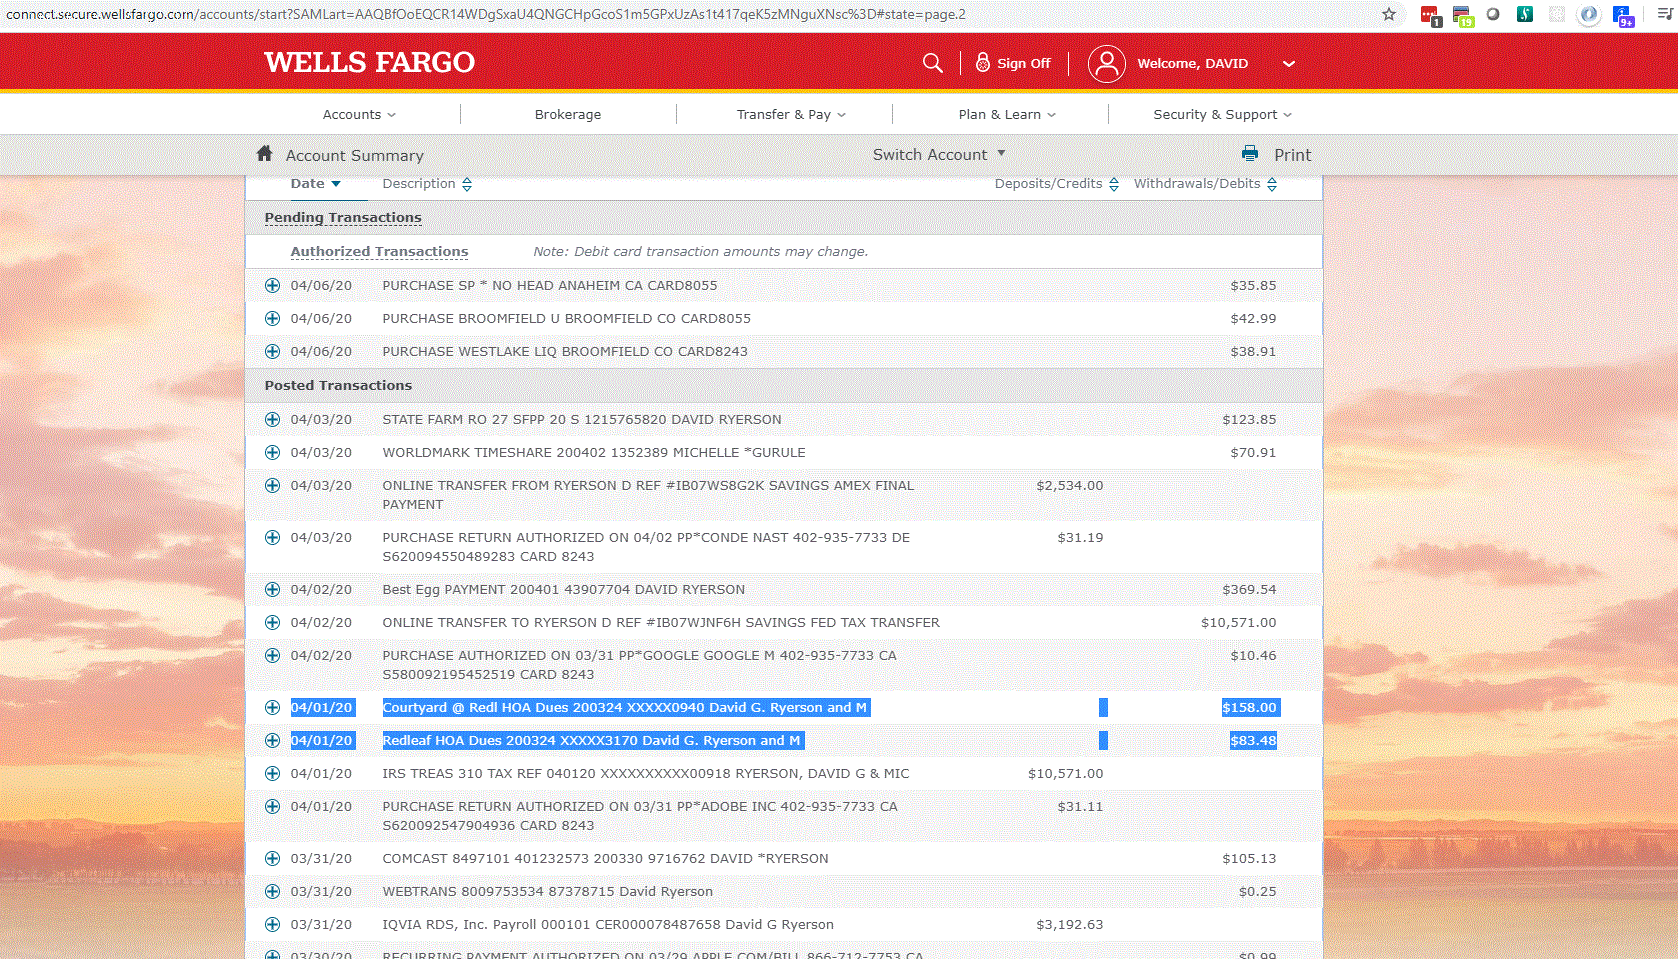 connect.secure.wellsfargo.com/accounts/start?SAMLart=AAQBfOoEQCR14WDgSxaU4QNGCHpGcoS1m5GPxUzAs1t417qeK5zMNguXNsc%3D#state=page.2
1
19
9+
WELLS FARGO
Sign Off
Welcome, DAVID
Accounts
Brokerage
Transfer & Pay
Plan & Learn
Security & Support
Account Summary
Switch Account
Print
Date Description Deposits/Credits Withdrawals/Debits
Pending Transactions
Authorized Transactions Note: Debit card transaction amounts may change.
04/06/20 PURCHASE SP * NO HEAD ANAHEIM CA CARD8055 $35.85
04/06/20 PURCHASE BROOMFIELD U BROOMFIELD CO CARD8055 $42.99
04/06/20 PURCHASE WESTLAKE LIQ BROOMFIELD CO CARD8243 $38.91
Posted Transactions
04/03/20 STATE FARM RO 27 SFPP 20 S 1215765820 DAVID RYERSON $123.85
04/03/20 WORLDMARK TIMESHARE 200402 1352389 MICHELLE *GURULE $70.91
04/03/20 ONLINE TRANSFER FROM RYERSON D REF #IB07WS8G2K SAVINGS AMEX FINAL $2,534.00
PAYMENT
04/03/20 PURCHASE RETURN AUTHORIZED ON 04/02 PP*CONDE NAST 402-935-7733 DE $31.19
S620094550489283 CARD 8243
04/02/20 Best Egg PAYMENT 200401 43907704 DAVID RYERSON $369.54
04/02/20 ONLINE TRANSFER TO RYERSON D REF #IB07WJNF6H SAVINGS FED TAX TRANSFER $10,571.00
04/02/20 PURCHASE AUTHORIZED ON 03/31 PP*GOOGLE GOOGLE M 402-935-7733 CA $10.46
S580092195452519 CARD 8243
04/01/20 Courtyard @ Redl HOA Dues 200324 XXXXX0940 David G. Ryerson and M $158.00
04/01/20 Redleaf HOA Dues 200324 XXXXX3170 David G. Ryerson and M $83.48
04/01/20 IRS TREAS 310 TAX REF 040120 XXXXXXXXXX00918 RYERSON, DAVID G & MIC $10,571.00
04/01/20 PURCHASE RETURN AUTHORIZED ON 03/31 PP*ADOBE INC 402-935-7733 CA $31.11
S620092547904936 CARD 8243
03/31/20 COMCAST 8497101 401232573 200330 9716762 DAVID *RYERSON $105.13
03/31/20 WEBTRANS 8009753534 87378715 David Ryerson $0.25
03/31/20 IQVIA RDS, Inc. Payroll 000101 CER000078487658 David G Ryerson $3,192.63
03/30/20 RECURRING PAYMENT AUTHORIZED ON 03/29 APPLE.COM/BILL 866-712-7753 CA $0.99